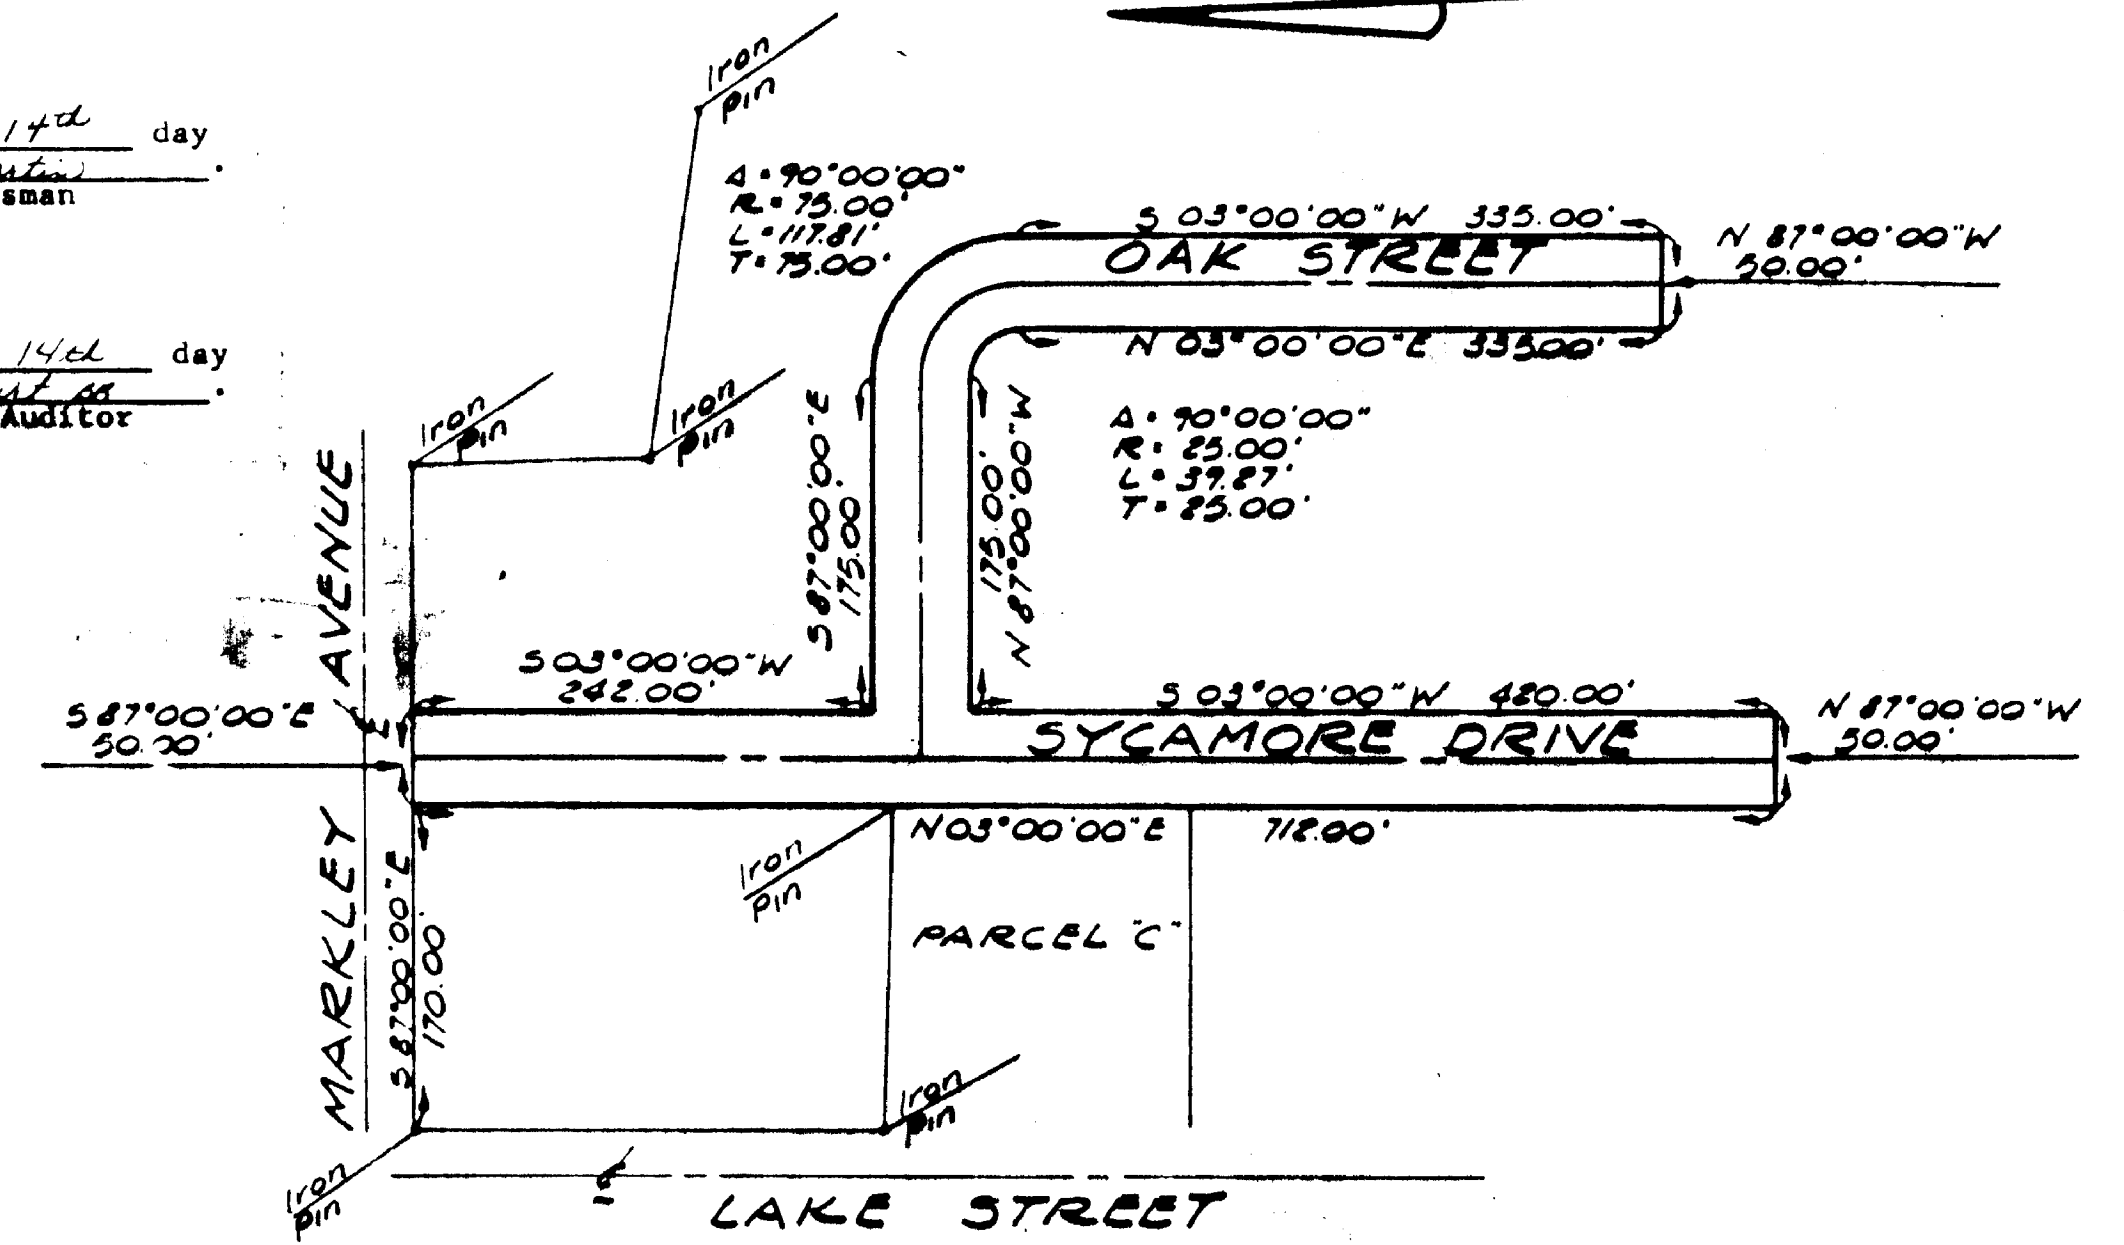 14th day
sman
14th day
Auditor
Iron
Pin
Δ = 90°00'00"
R = 75.00'
L = 117.81'
T = 75.00'
S 03°00'00"W 335.00'
OAK STREET
N 87°00'00"W
50.00'
N 03°00'00"E 335.00'
Iron
Pin
Iron
Pin
S 87°00'00"E
175.00'
175.00'
N 87°00'00"W
Δ = 90°00'00"
R = 25.00'
L = 39.27'
T = 25.00'
MARKLEY AVENUE
S 03°00'00"W
242.00'
S 87°00'00"E
50.00'
S 03°00'00"W 420.00'
SYCAMORE DRIVE
N 87°00'00"W
50.00'
N 03°00'00"E 712.00'
Iron
Pin
PARCEL "C"
S 87°00'00"E
170.00'
Iron
Pin
Iron
Pin
LAKE STREET